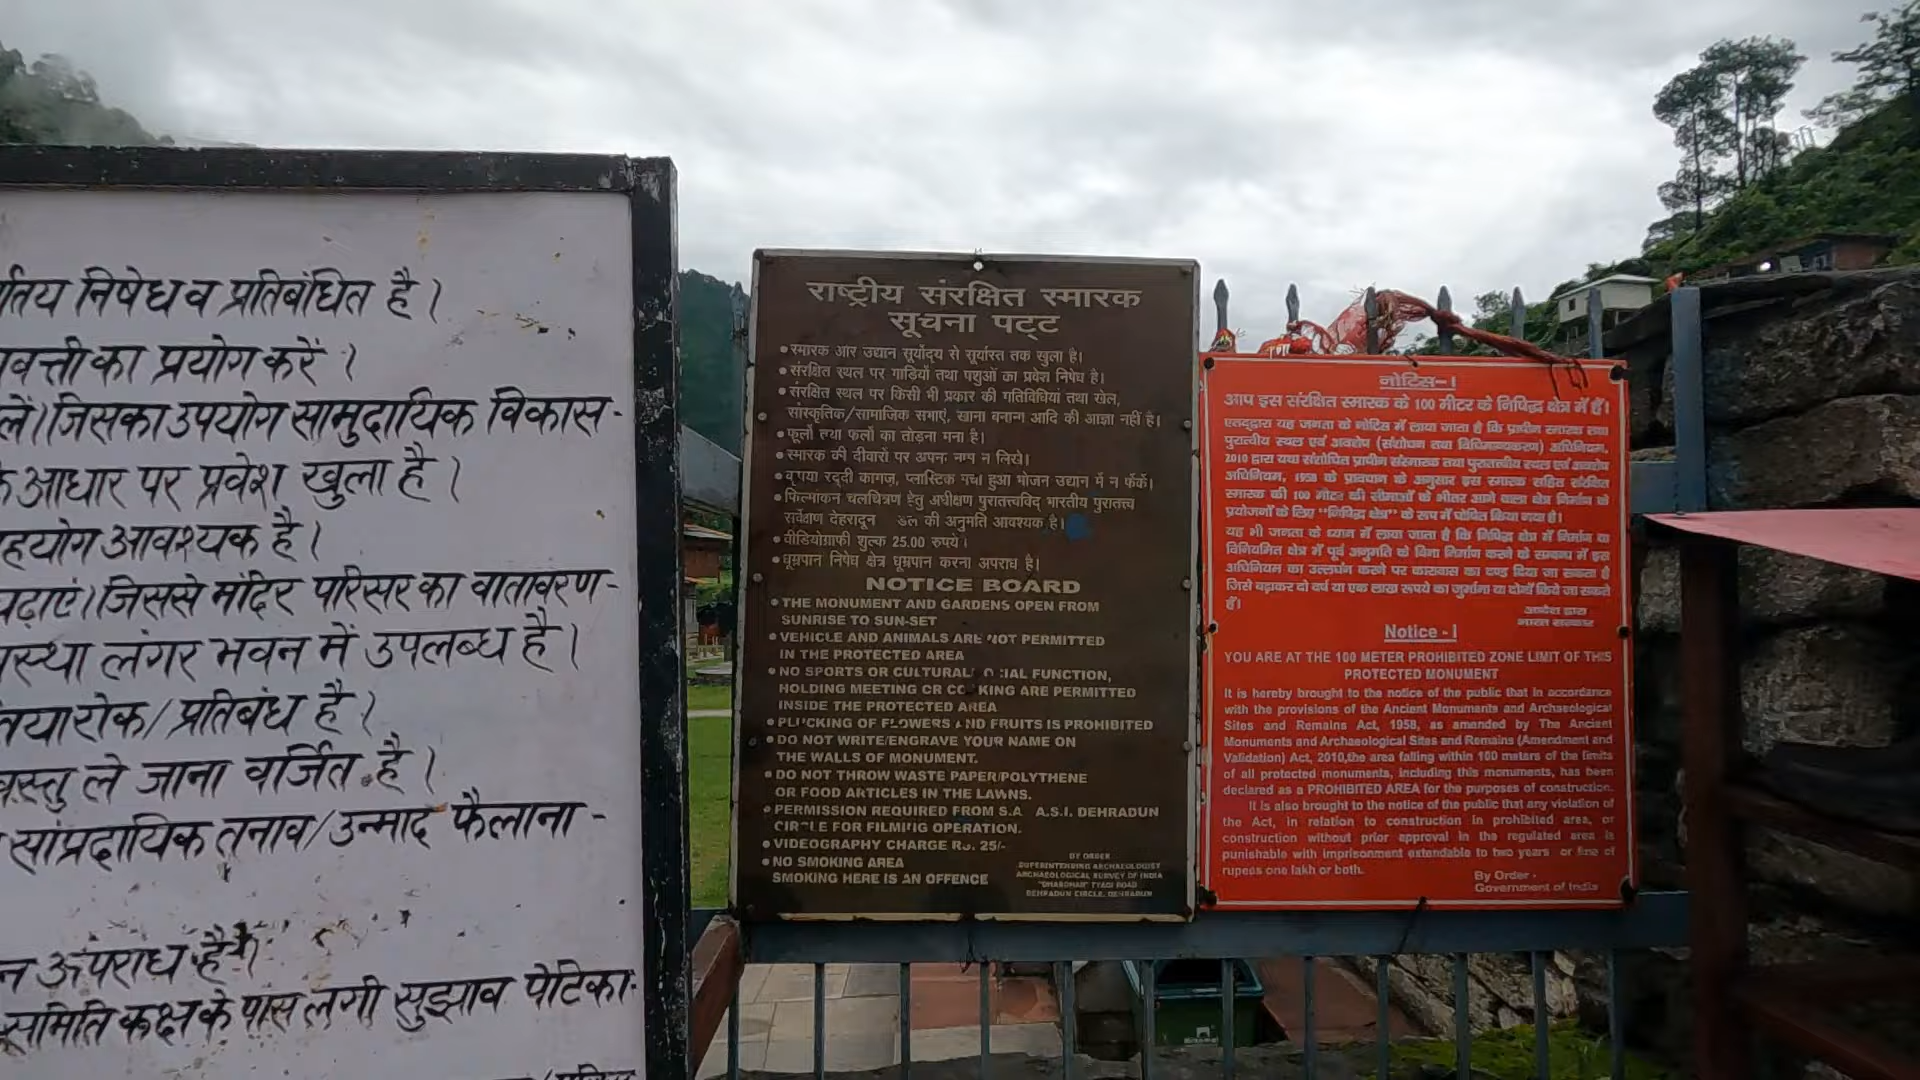 निषेध व प्रतिबंधित है।
का प्रयोग करें।
लें। जिसका उपयोग सामुदायिक विकास-
आधार पर प्रवेश खुला है।
आवश्यक है।
जिससे मंदिर परिसर का वातावरण-
लंगर भवन में उपलब्ध है।
रोक/प्रतिबंध है।
वस्तु ले जाना वर्जित है।
सांप्रदायिक तनाव/उन्माद फैलाना-
अपराध है।
समिति कक्ष के पास लगी सुझाव पेटिका-
राष्ट्रीय संरक्षित स्मारक
सूचना पट्ट
•स्मारक और उद्यान सूर्योद्य से सूर्यास्त तक खुला है।
•संरक्षित स्थल पर गाडियों तथा पशुओं का प्रवेश निषेध है।
•संरक्षित स्थल पर किसी भी प्रकार की गतिविधियां तथा खेल,
सांस्कृतिक/सामाजिक सभाएं, खाना बनाना आदि की आज्ञा नहीं है।
•फूलों तथा फलों का तोड़ना मना है।
•स्मारक की दीवारों पर अपना नाम न लिखें।
•रद्दी कागज, प्लास्टिक हुआ भोजन उद्यान में न फेंकें।
चलचित्रण हेतु अधीक्षण पुरातत्त्वविद् भारतीय पुरातत्त्व
सर्वेक्षण देहरादून की अनुमति आवश्यक है।
•वीडियोग्राफी शुल्क 25.00 रुपये।
•धूम्रपान निषेध क्षेत्र धूम्रपान करना अपराध है।
NOTICE BOARD
•THE MONUMENT AND GARDENS OPEN FROM
SUNRISE TO SUN-SET
•VEHICLE AND ANIMALS ARE NOT PERMITTED
IN THE PROTECTED AREA
•NO SPORTS OR CULTURAL FUNCTION,
HOLDING MEETING OR COOKING ARE PERMITTED
INSIDE THE PROTECTED AREA
•PLUCKING OF FLOWERS AND FRUITS IS PROHIBITED
•DO NOT WRITE/ENGRAVE YOUR NAME ON
THE WALLS OF MONUMENT.
•DO NOT THROW WASTE PAPER/POLYTHENE
OR FOOD ARTICLES IN THE LAWNS.
•PERMISSION REQUIRED FROM S.A A.S.I. DEHRADUN
CIRCLE FOR FILMING OPERATION.
•VIDEOGRAPHY CHARGE Rs. 25/-
•NO SMOKING AREA
SMOKING HERE IS AN OFFENCE
BY ORDER
SUPERINTENDING ARCHAEOLOGIST
ARCHAEOLOGICAL SURVEY OF INDIA
ROAD
DEHRADUN CIRCLE, DEHRADUN
नोटिस-I
आप इस संरक्षित स्मारक के 100 मीटर के निषिद्ध क्षेत्र में हैं।
एतद्द्वारा यह जनता के नोटिस में लाया जाता है कि प्राचीन स्मारक तथा
पुरातत्वीय स्थल एवं अवशेष (संशोधन तथा विधिमान्यकरण) अधिनियम,
2010 द्वारा यथा संशोधित प्राचीन संस्मारक तथा पुरातत्वीय स्थल एवं अवशेष
अधिनियम, 1958 के प्रावधान के अनुसार इस स्मारक सहित संरक्षित
स्मारक की 100 मीटर की सीमाओं के भीतर आने वाला क्षेत्र निर्माण के
प्रयोजनों के लिए "निषिद्ध क्षेत्र" के रूप में घोषित किया गया है।
यह भी जनता के ध्यान में लाया जाता है कि निषिद्ध क्षेत्र में निर्माण या
विनियमित क्षेत्र में पूर्व अनुमति के बिना निर्माण करने के सम्बन्ध में इस
अधिनियम का उल्लंघन करने पर कारावास का दण्ड दिया जा सकता है
जिसे बढ़ाकर दो वर्ष या एक लाख रूपये का जुर्माना या दोनों किये जा सकते
हैं।
आदेश द्वारा
भारत सरकार
Notice - I
YOU ARE AT THE 100 METER PROHIBITED ZONE LIMIT OF THIS
PROTECTED MONUMENT
It is hereby brought to the notice of the public that in accordance
with the provisions of the Ancient Monuments and Archaeological
Sites and Remains Act, 1958, as amended by The Ancient
Monuments and Archaeological Sites and Remains (Amendment and
Validation) Act, 2010,the area falling within 100 meters of the limits
of all protected monuments, including this monuments, has been
declared as a PROHIBITED AREA for the purposes of construction.
It is also brought to the notice of the public that any violation of
the Act, in relation to construction in prohibited area, or
construction without prior approval in the regulated area is
punishable with imprisonment extendable to two years or fine of
rupees one lakh or both.
By Order -
Government of India